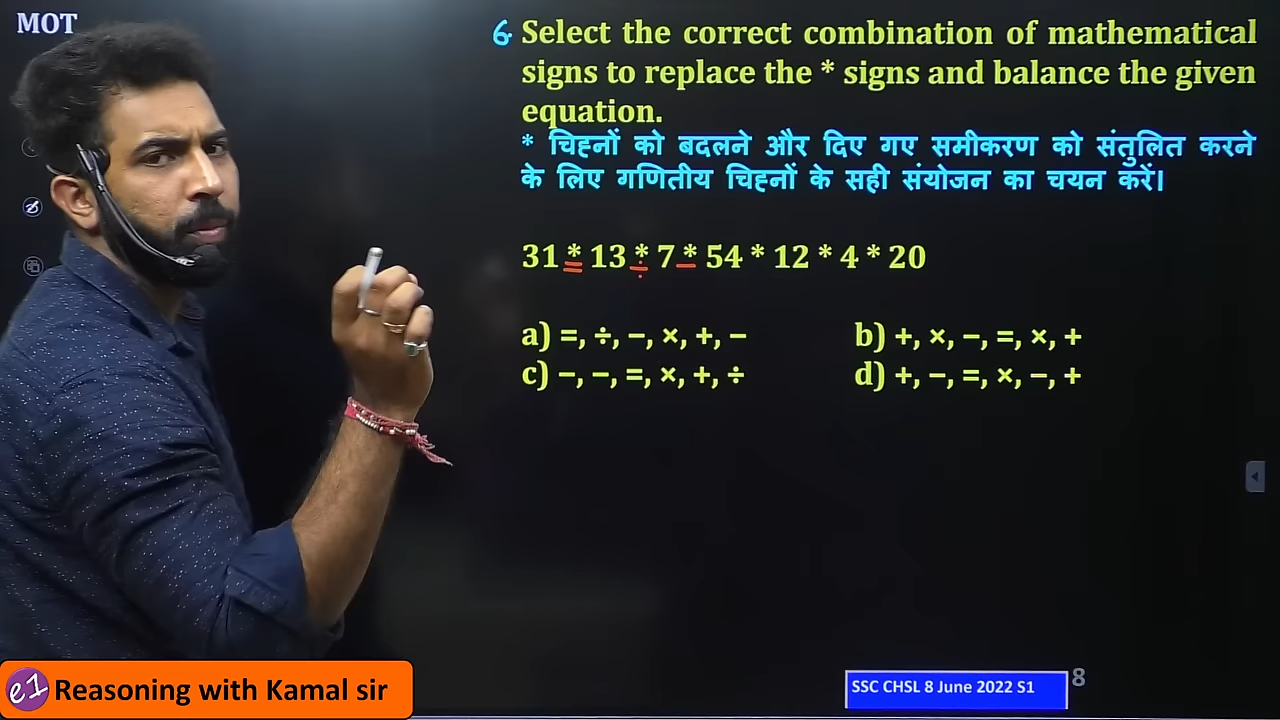 MOT
6. Select the correct combination of mathematical
signs to replace the * signs and balance the given
equation.
* चिह्नों को बदलने और दिए गए समीकरण को संतुलित करने
के लिए गणितीय चिह्नों के सही संयोजन का चयन करें।
31 * 13 * 7 * 54 * 12 * 4 * 20
a) =, ÷, −, ×, +, −
b) +, ×, −, =, ×, +
c) −, −, =, ×, +, ÷
d) +, −, =, ×, −, +
e1 Reasoning with Kamal sir
SSC CHSL 8 June 2022 S1
8